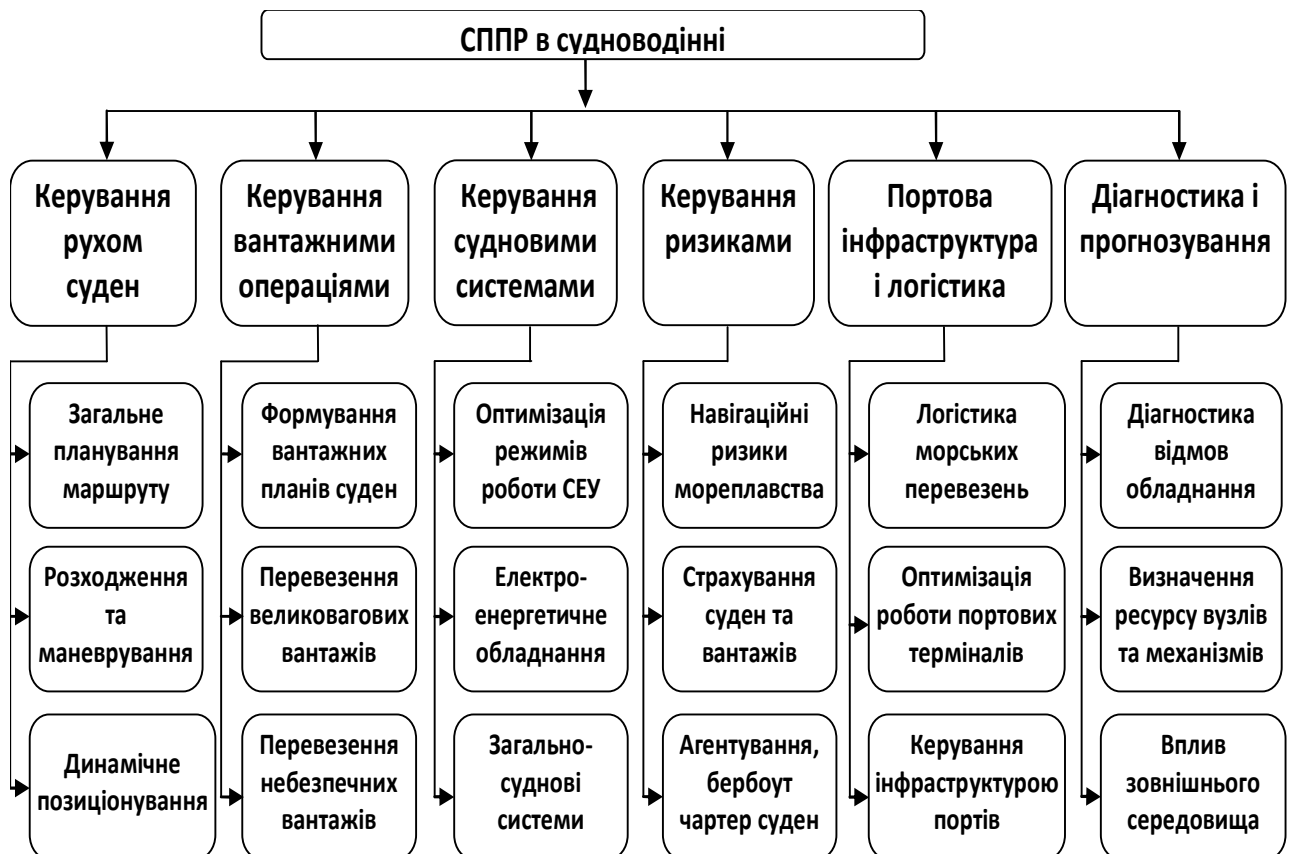 СППР в судноводінні
Керування
рухом
суден
Керування
вантажними
операціями
Керування
судновими
системами
Керування
ризиками
Портова
інфраструктура
і логістика
Діагностика і
прогнозування
Загальне
планування
маршруту
Формування
вантажних
планів суден
Оптимізація
режимів
роботи СЕУ
Навігаційні
ризики
мореплавства
Логістика
морських
перевезень
Діагностика
відмов
обладнання
Розходження
та
маневрування
Перевезення
великовагових
вантажів
Електро-
енергетичне
обладнання
Страхування
суден та
вантажів
Оптимізація
роботи портових
терміналів
Визначення
ресурсу вузлів
та механізмів
Динамічне
позиціонування
Перевезення
небезпечних
вантажів
Загально-
суднові
системи
Агентування,
бербоут
чартер суден
Керування
інфраструктурою
портів
Вплив
зовнішнього
середовища